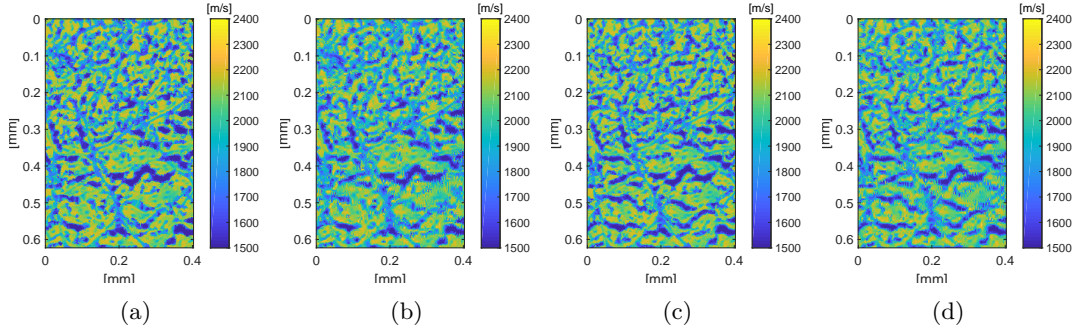 [m/s] [m/s] [m/s] [m/s]
0 2400 0 2400 0 2400 0 2400
2300 2300 2300 2300
0.1 0.1 0.1 0.1
2200 2200 2200 2200
0.2 2100 0.2 2100 0.2 2100 0.2 2100
[mm] 0.3 2000 [mm] 0.3 2000 [mm] 0.3 2000 [mm] 0.3 2000
1900 1900 1900 1900
0.4 0.4 0.4 0.4
1800 1800 1800 1800
0.5 1700 0.5 1700 0.5 1700 0.5 1700
1600 1600 1600 1600
0.6 1500 0.6 1500 0.6 1500 0.6 1500
0 0.2 0.4 0 0.2 0.4 0 0.2 0.4 0 0.2 0.4
[mm] [mm] [mm] [mm]
(a) (b) (c) (d)